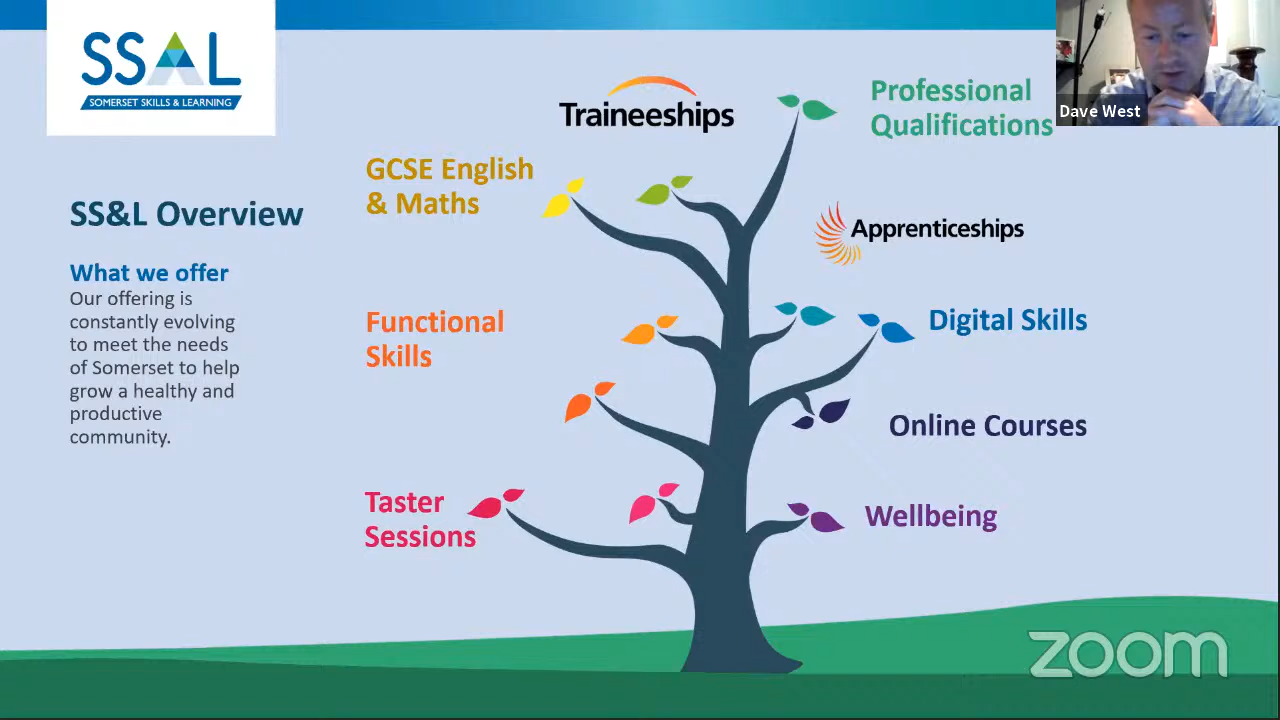 SS&L
SOMERSET SKILLS & LEARNING
SS&L Overview
What we offer
Our offering is
constantly evolving
to meet the needs
of Somerset to help
grow a healthy and
productive
community.
Traineeships
Professional
Qualifications
GCSE English
& Maths
Apprenticeships
Functional
Skills
Digital Skills
Online Courses
Taster
Sessions
Wellbeing
Dave West
zoom